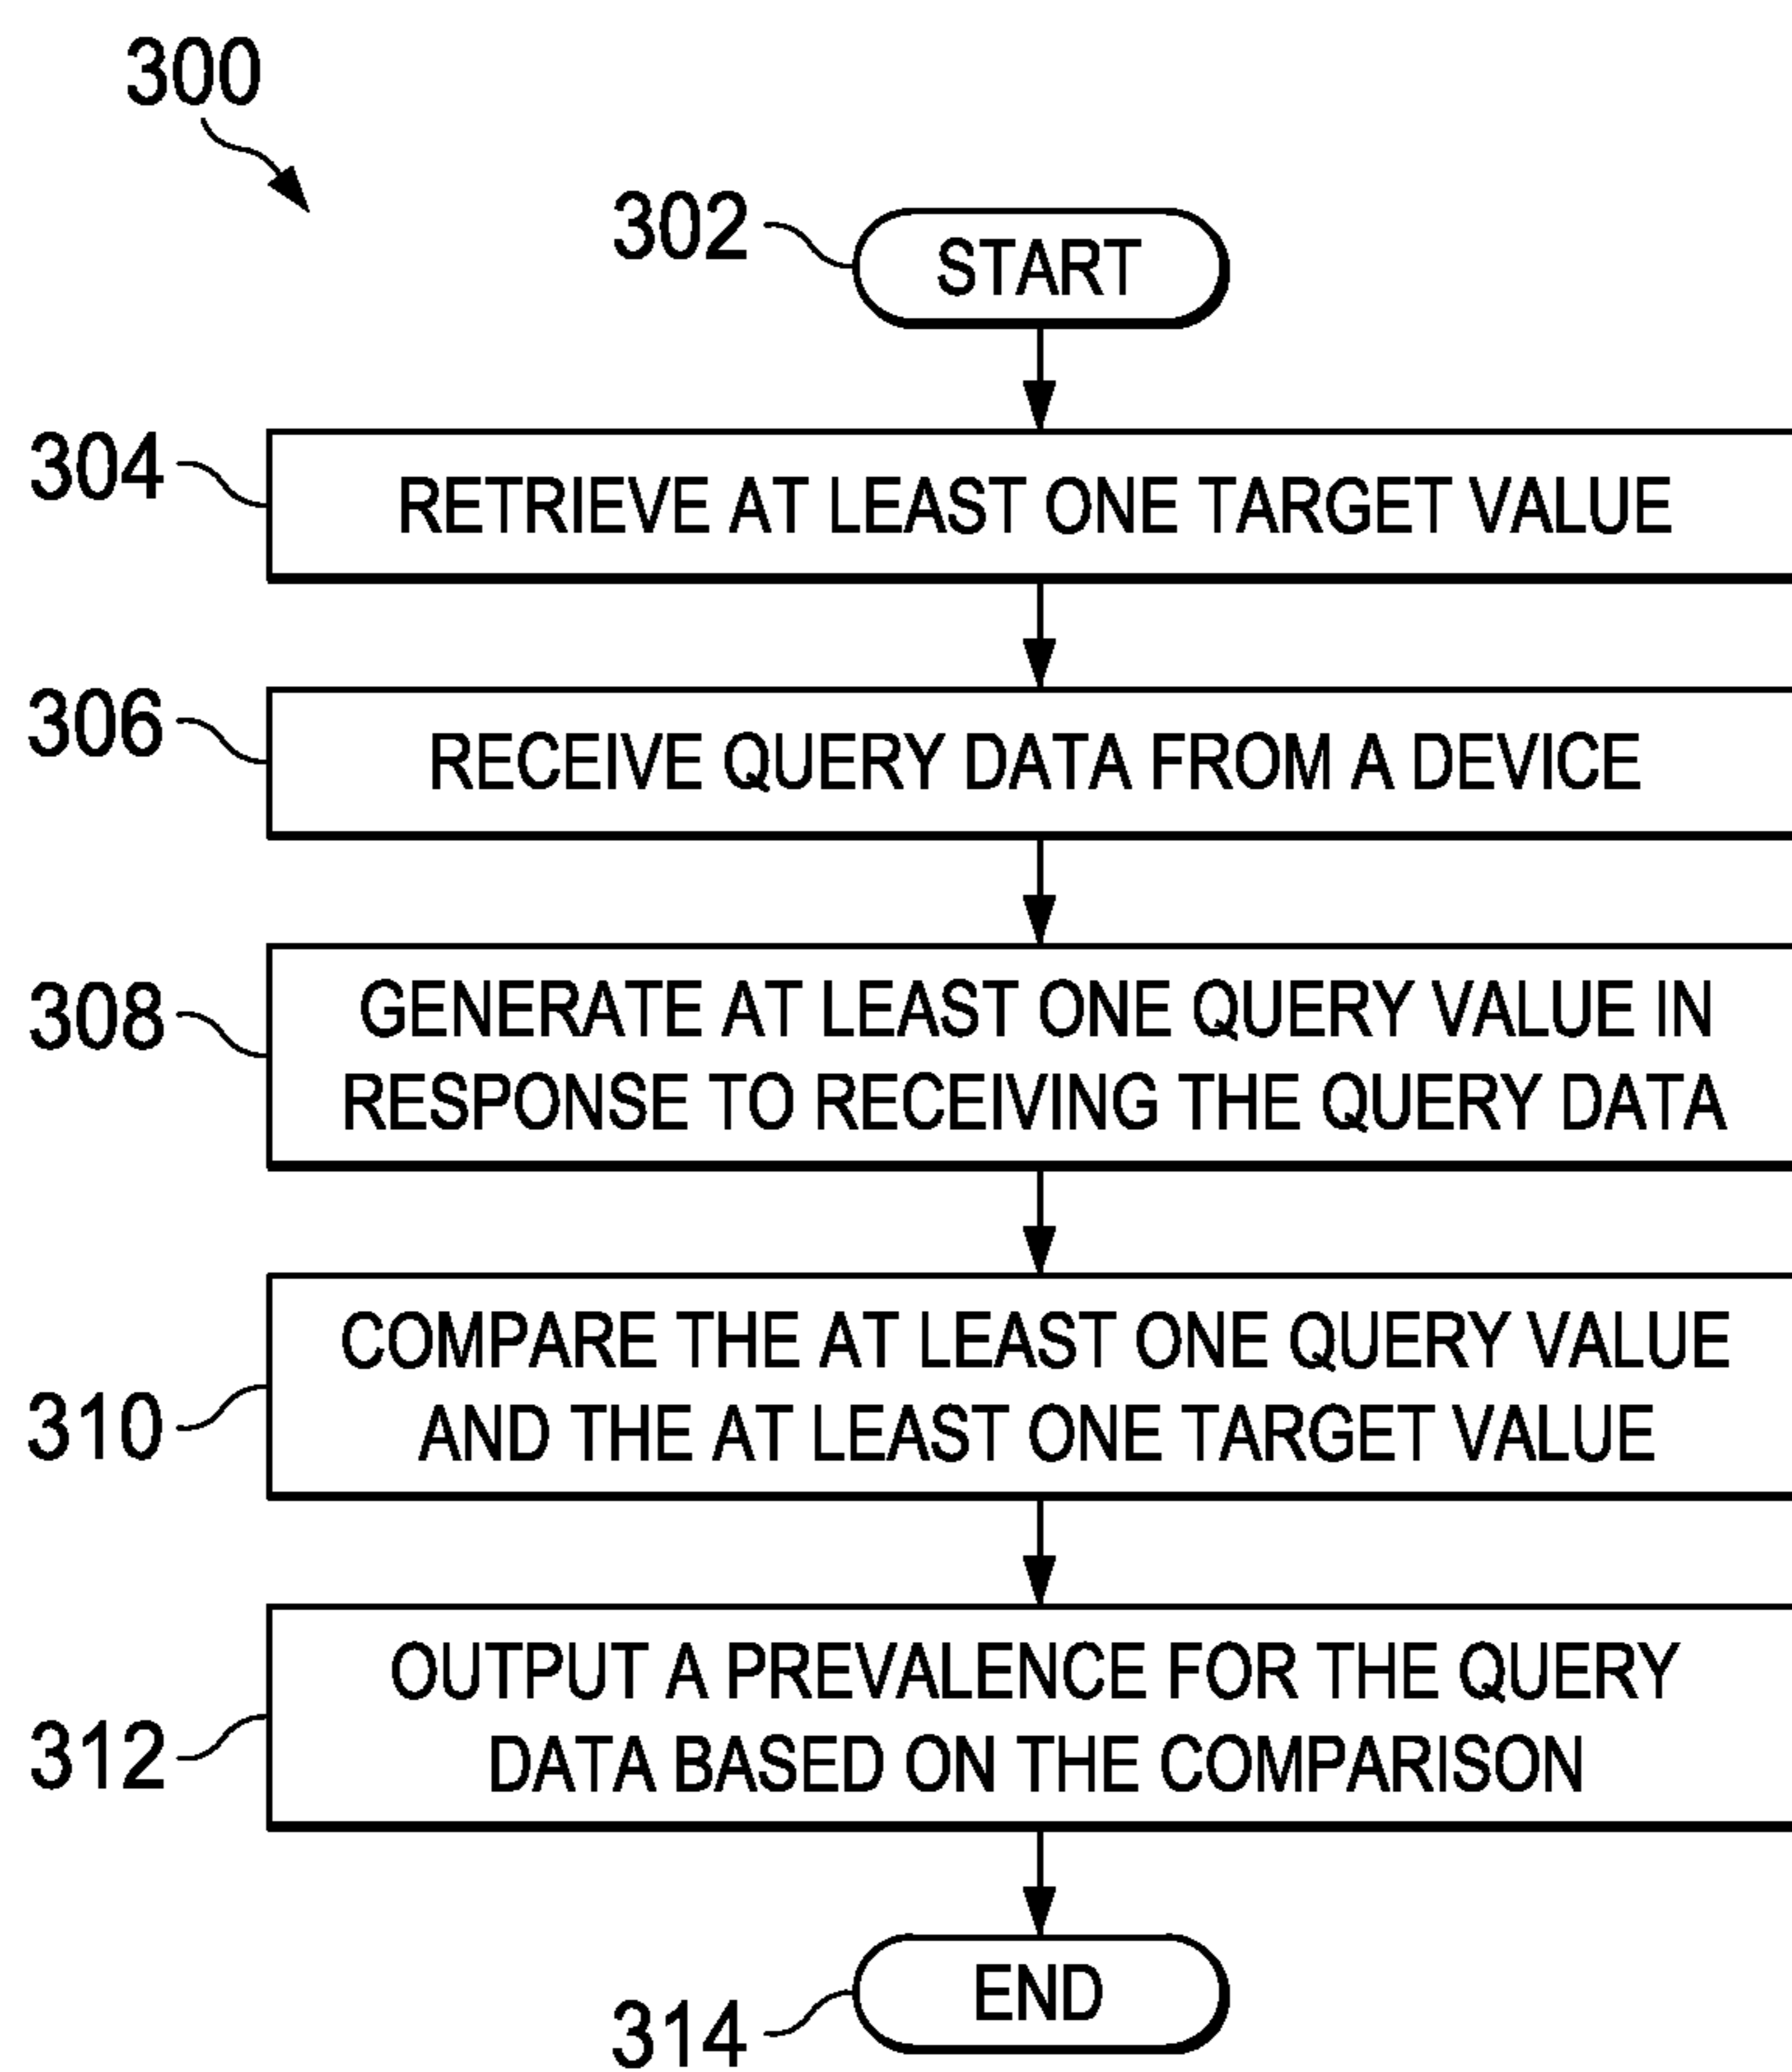 300
302
START
304
RETRIEVE AT LEAST ONE TARGET VALUE
306
RECEIVE QUERY DATA FROM A DEVICE
308
GENERATE AT LEAST ONE QUERY VALUE IN
RESPONSE TO RECEIVING THE QUERY DATA
310
COMPARE THE AT LEAST ONE QUERY VALUE
AND THE AT LEAST ONE TARGET VALUE
312
OUTPUT A PREVALENCE FOR THE QUERY
DATA BASED ON THE COMPARISON
314
END